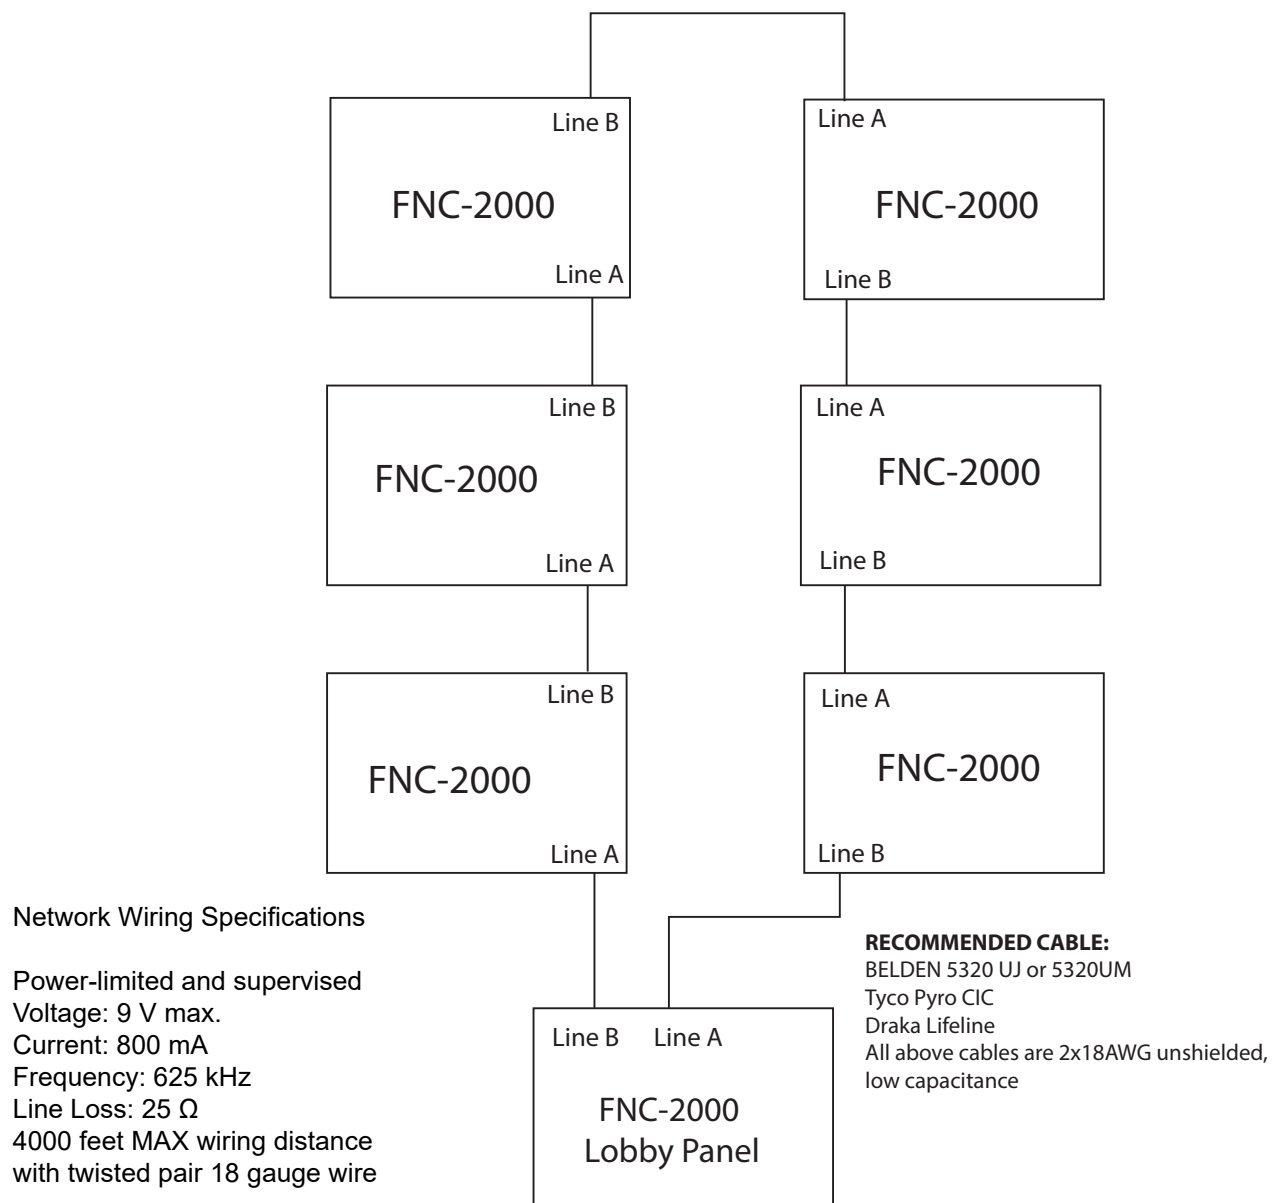 Line B
FNC-2000
Line A
Line A
FNC-2000
Line B
Line B
FNC-2000
Line A
Line A
FNC-2000
Line B
Line B
FNC-2000
Line A
Line A
FNC-2000
Line B
Network Wiring Specifications
Power-limited and supervised
Voltage: 9 V max.
Current: 800 mA
Frequency: 625 kHz
Line Loss: 25 Ω
4000 feet MAX wiring distance
with twisted pair 18 gauge wire
Line B Line A
FNC-2000
Lobby Panel
RECOMMENDED CABLE:
BELDEN 5320 UJ or 5320UM
Tyco Pyro CIC
Draka Lifeline
All above cables are 2x18AWG unshielded,
low capacitance